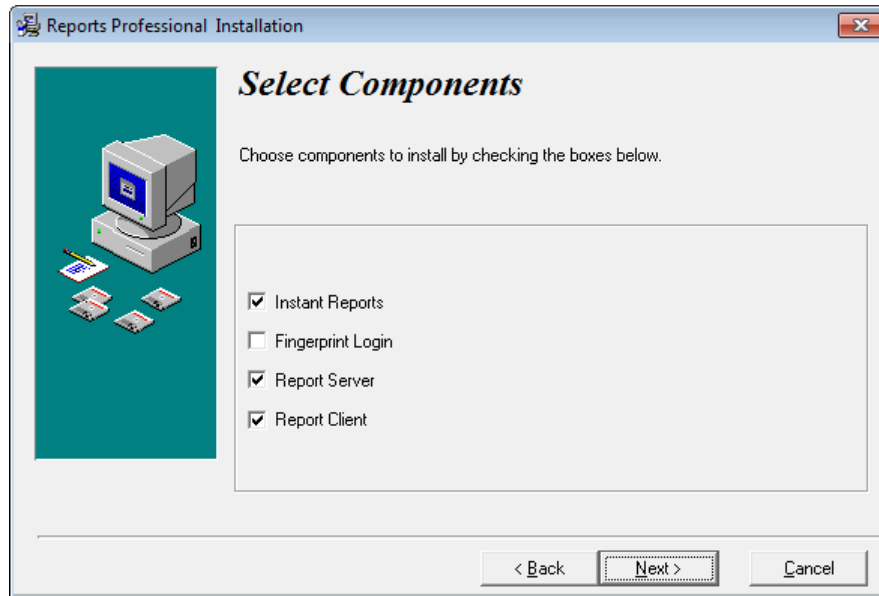 Reports Professional Installation
Select Components
Choose components to install by checking the boxes below.
Instant Reports
Fingerprint Login
Report Server
Report Client
< Back
Next >
Cancel